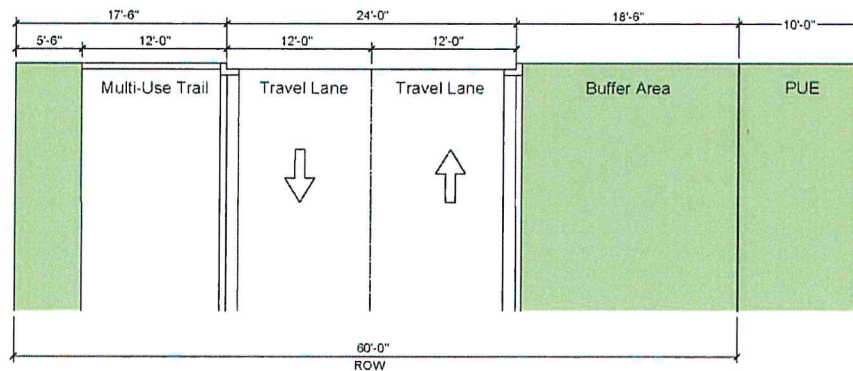 17'-6" 24'-0" 18'-6" 10'-0"
5'-6" 12'-0" 12'-0" 12'-0"
Multi-Use Trail Travel Lane Travel Lane Buffer Area PUE
60'-0"
ROW